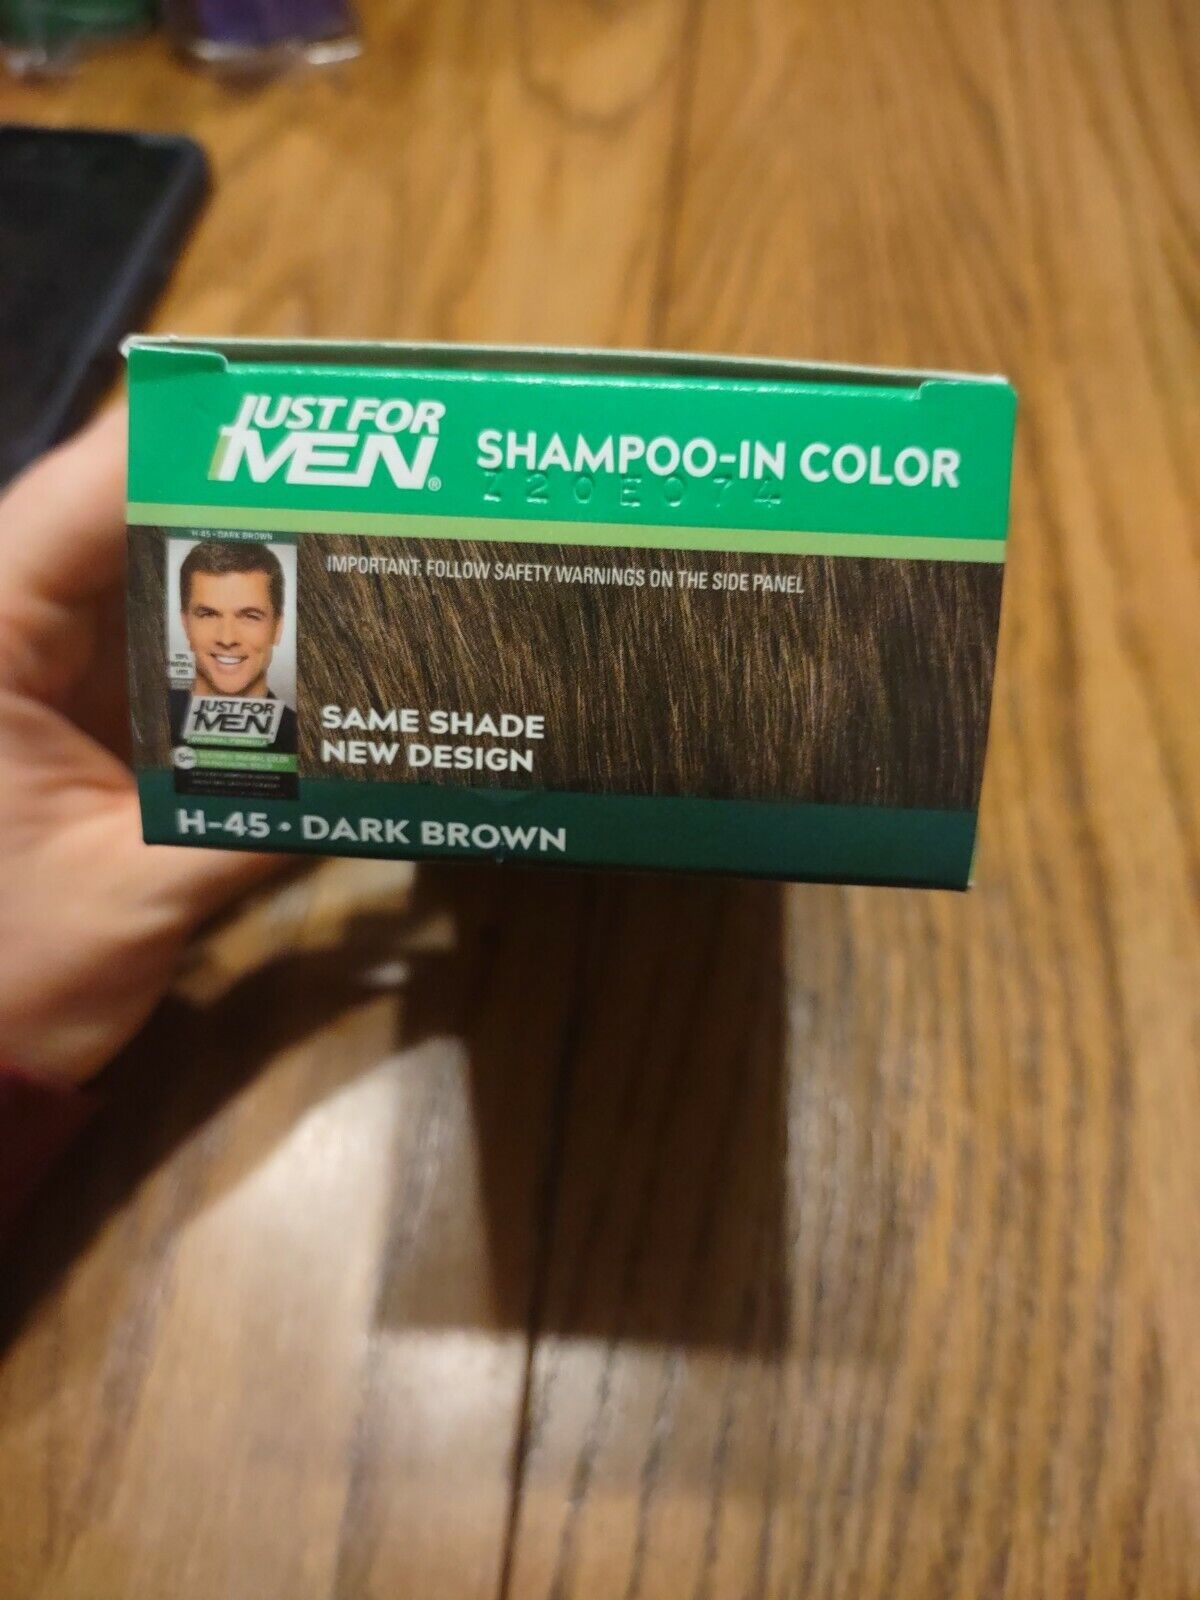 JUST FOR
MEN®
SHAMPOO-IN COLOR
Z20E074
IMPORTANT: FOLLOW SAFETY WARNINGS ON THE SIDE PANEL
H-45 • DARK BROWN
JUST FOR
MEN
SAME SHADE
NEW DESIGN
H-45 • DARK BROWN